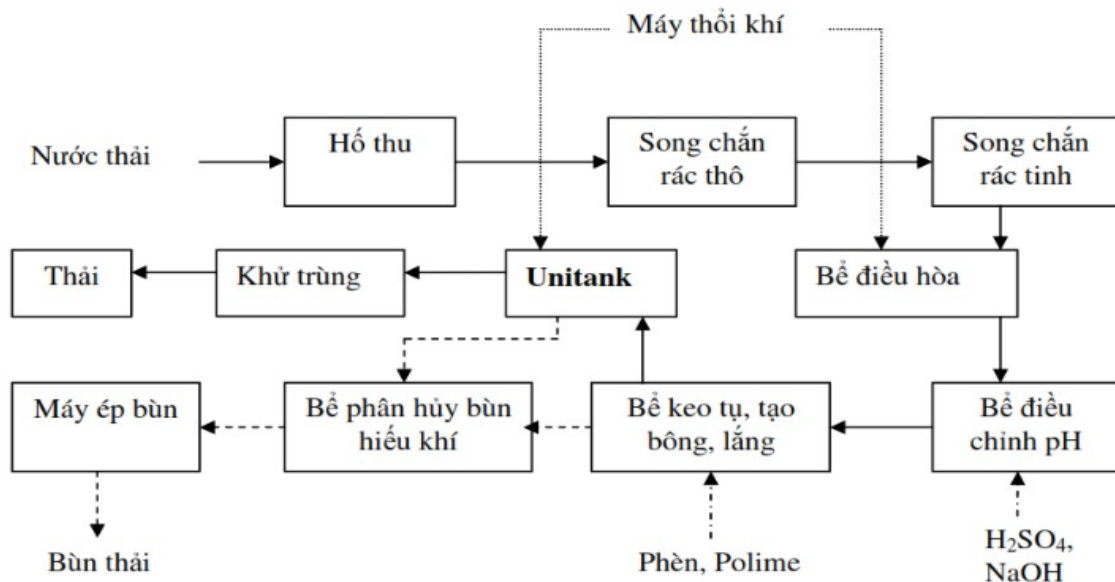 Máy thổi khí
Nước thải
Hố thu
Song chắn
rác thô
Song chắn
rác tinh
Thải
Khử trùng
Unitank
Bể điều hòa
Máy ép bùn
Bể phân hủy bùn
hiếu khí
Bể keo tụ, tạo
bông, lắng
Bể điều
chỉnh pH
Bùn thải
Phèn, Polime
H₂SO₄,
NaOH